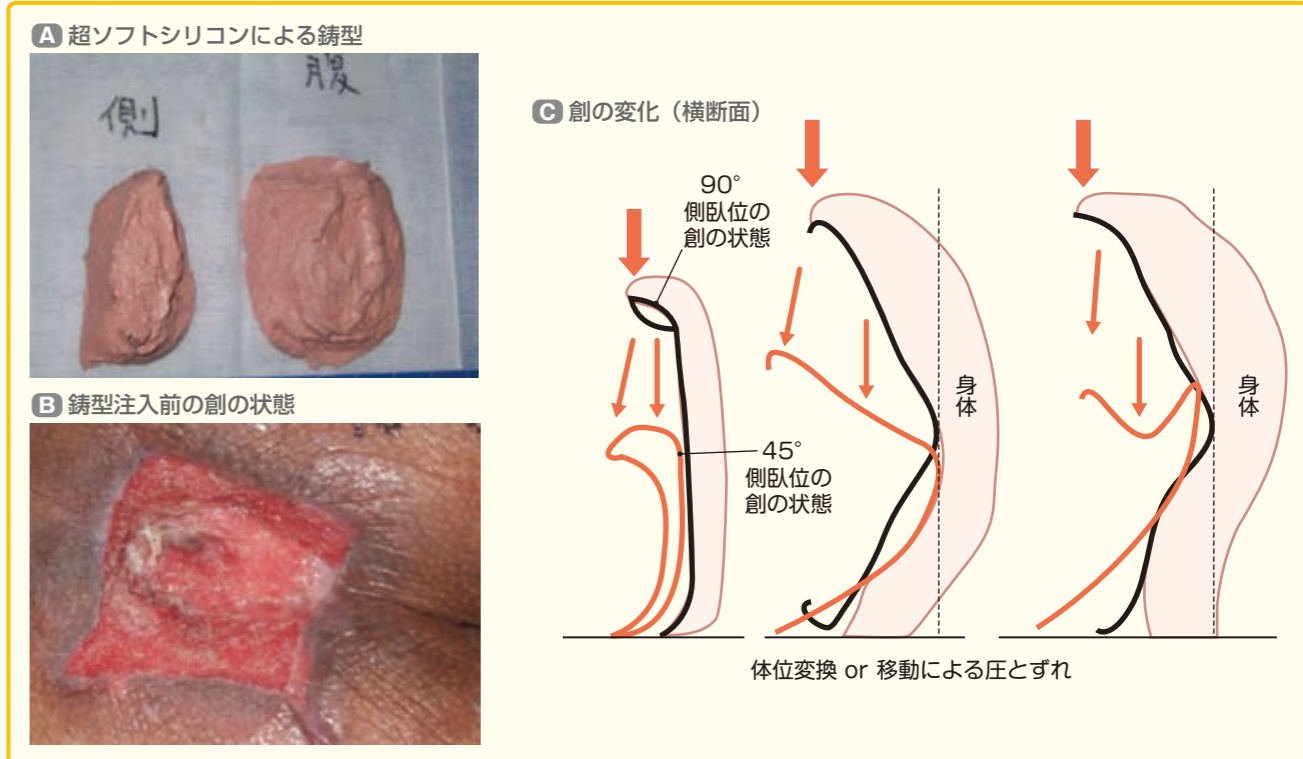 A 超ソフトシリコンによる鋳型
側
腹
B 鋳型注入前の創の状態
C 創の変化（横断面）
90°
側臥位の
創の状態
45°
側臥位の
創の状態
身体
身体
体位変換 or 移動による圧とずれ